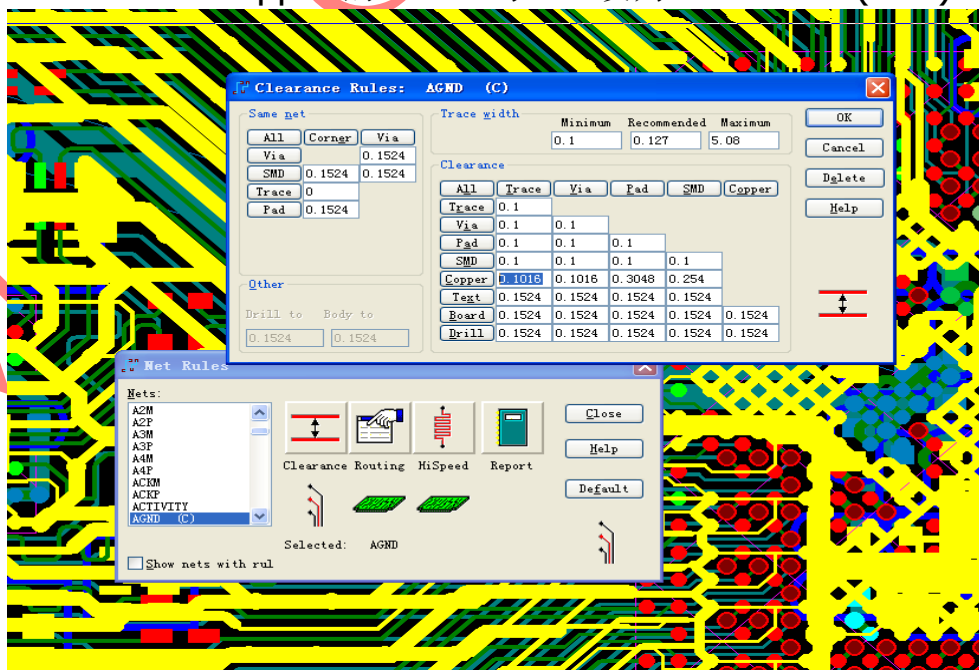 Clearance Rules: AGND (C)
Same net
All Corner Via
Via 0.1524
SMD 0.1524 0.1524
Trace 0
Pad 0.1524
Other
Drill to Body to
0.1524 0.1524
Trace width
Minimum Recommended Maximum
0.1 0.127 5.08
Clearance
All Trace Via Pad SMD Copper
Trace 0.1
Via 0.1 0.1
Pad 0.1 0.1 0.1
SMD 0.1 0.1 0.1 0.1
Copper 0.1016 0.1016 0.3048 0.254
Text 0.1524 0.1524 0.1524 0.1524
Board 0.1524 0.1524 0.1524 0.1524 0.1524
Drill 0.1524 0.1524 0.1524 0.1524 0.1524
OK
Cancel
Delete
Help
Net Rules
Nets:
A2M
A2P
A3M
A3P
A4M
A4P
ACKM
ACKP
ACTIVITY
AGND (C)
Show nets with rul
Clearance Routing HiSpeed Report
Selected: AGND
Close
Help
Default